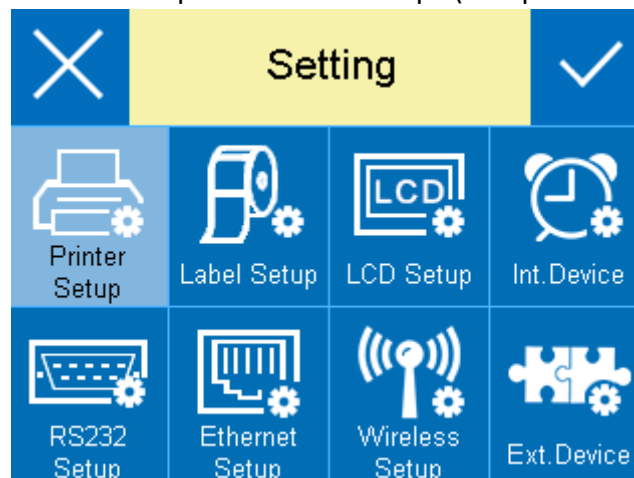 Setting
LCD
Printer
Setup
Label Setup
LCD Setup
Int.Device
RS232
Setup
Ethernet
Setup
Wireless
Setup
Ext.Device